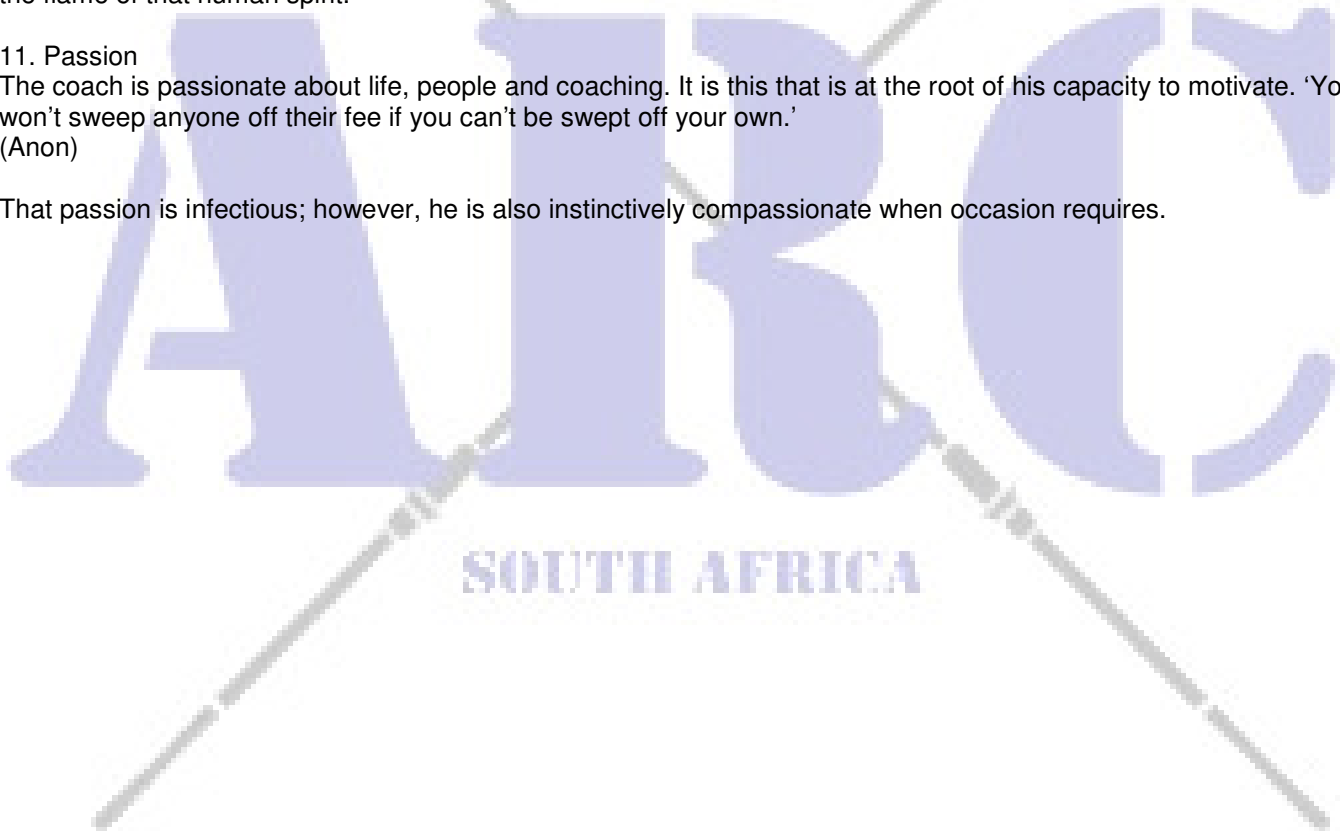 the flame of that human spirit.
11. Passion
The coach is passionate about life, people and coaching. It is this that is at the root of his capacity to motivate. ‘Yo
won’t sweep anyone off their fee if you can’t be swept off your own.’
(Anon)
That passion is infectious; however, he is also instinctively compassionate when occasion requires.
ARC
SOUTH AFRICA